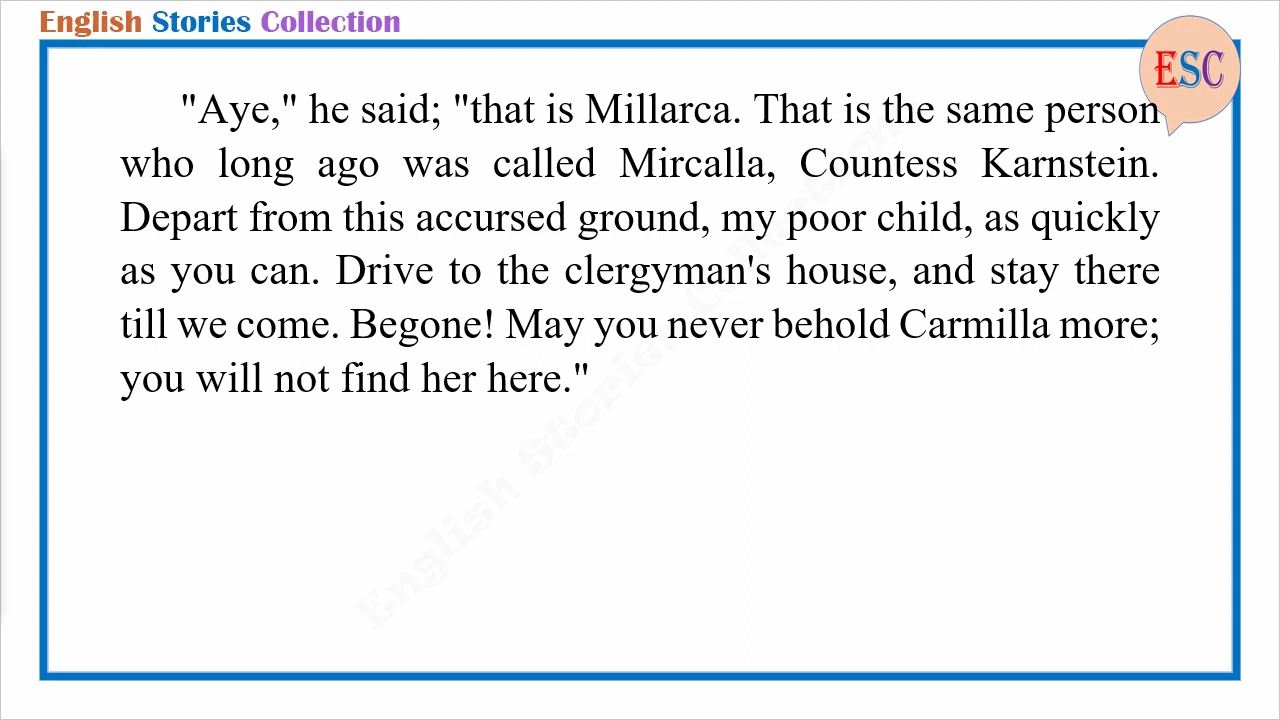 English Stories Collection
ESC
"Aye," he said; "that is Millarca. That is the same person
who long ago was called Mircalla, Countess Karnstein.
Depart from this accursed ground, my poor child, as quickly
as you can. Drive to the clergyman's house, and stay there
till we come. Begone! May you never behold Carmilla more;
you will not find her here."
English Stories Collection